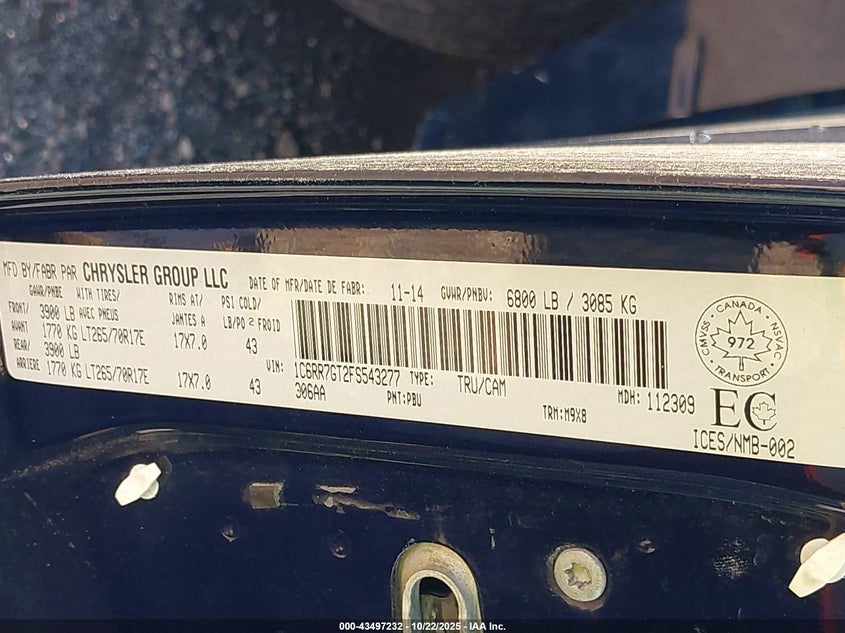 MFD BY/FABR PAR CHRYSLER GROUP LLC DATE OF MFR/DATE DE FABR: 11-14 GVWR/PNBV: 6800 LB / 3085 KG
GAWR/PNBE WITH TIRES/ RIMS AT/ PSI COLD/
FRONT/ 3900 LB AVEC PNEUS JANTES A LB/PO 2 FROID
AVANT 1770 KG LT265/70R17E 17X7.0 43
REAR/ 3900 LB
ARRIERE 1770 KG LT265/70R17E 17X7.0 43
VIN: 1C6RR7GT2FS543277 TYPE: TRU/CAM MDH: 112309
306AA PNT: PBU TRM: M9X8
CANADA
CMVSS 972 NSVAC
TRANSPORT
EC
ICES/NMB-002
000-43497232 - 10/22/2025 - IAA Inc.